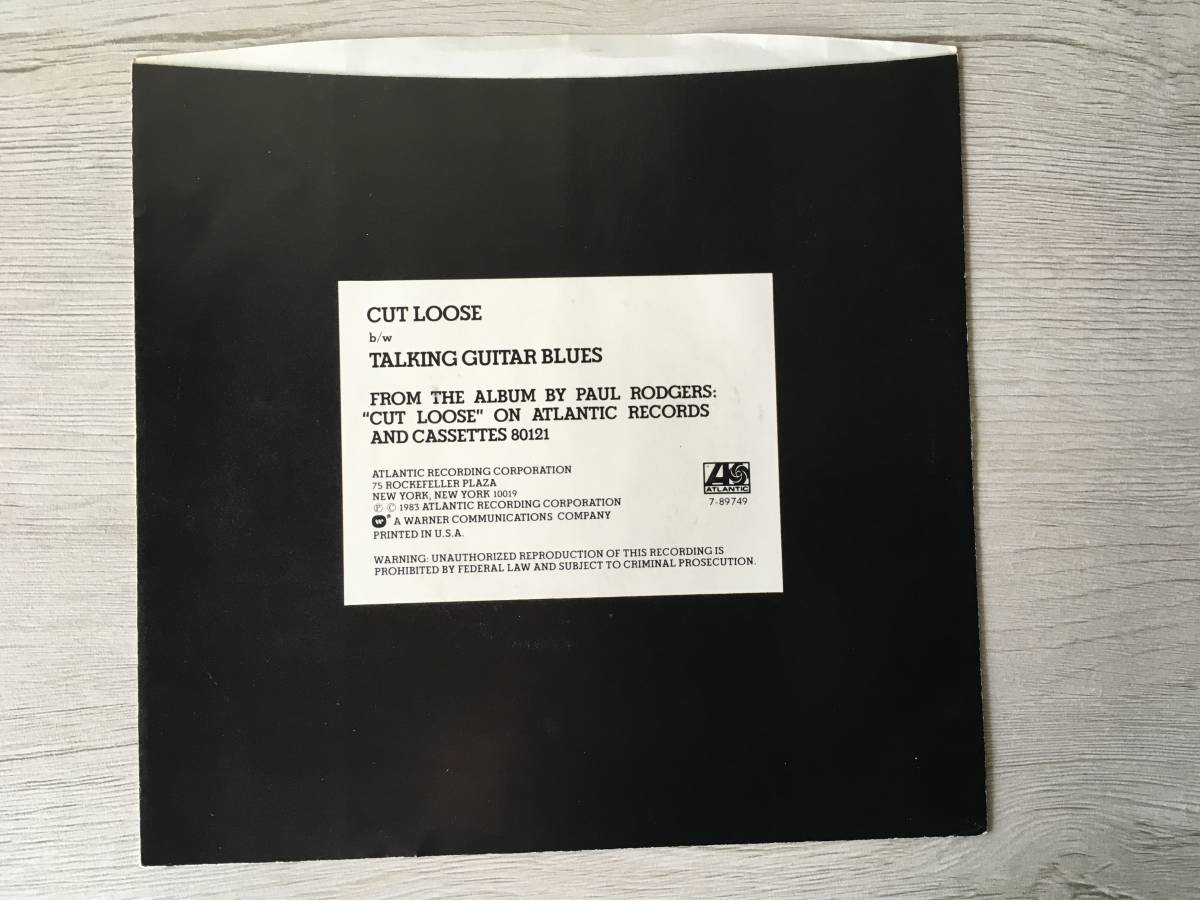 CUT LOOSE
b/w
TALKING GUITAR BLUES
FROM THE ALBUM BY PAUL RODGERS:
"CUT LOOSE" ON ATLANTIC RECORDS
AND CASSETTES 80121
ATLANTIC RECORDING CORPORATION
75 ROCKEFELLER PLAZA
NEW YORK, NEW YORK 10019
℗ © 1983 ATLANTIC RECORDING CORPORATION
W ® A WARNER COMMUNICATIONS COMPANY
PRINTED IN U.S.A.
ATLANTIC
7-89749
WARNING: UNAUTHORIZED REPRODUCTION OF THIS RECORDING IS
PROHIBITED BY FEDERAL LAW AND SUBJECT TO CRIMINAL PROSECUTION.